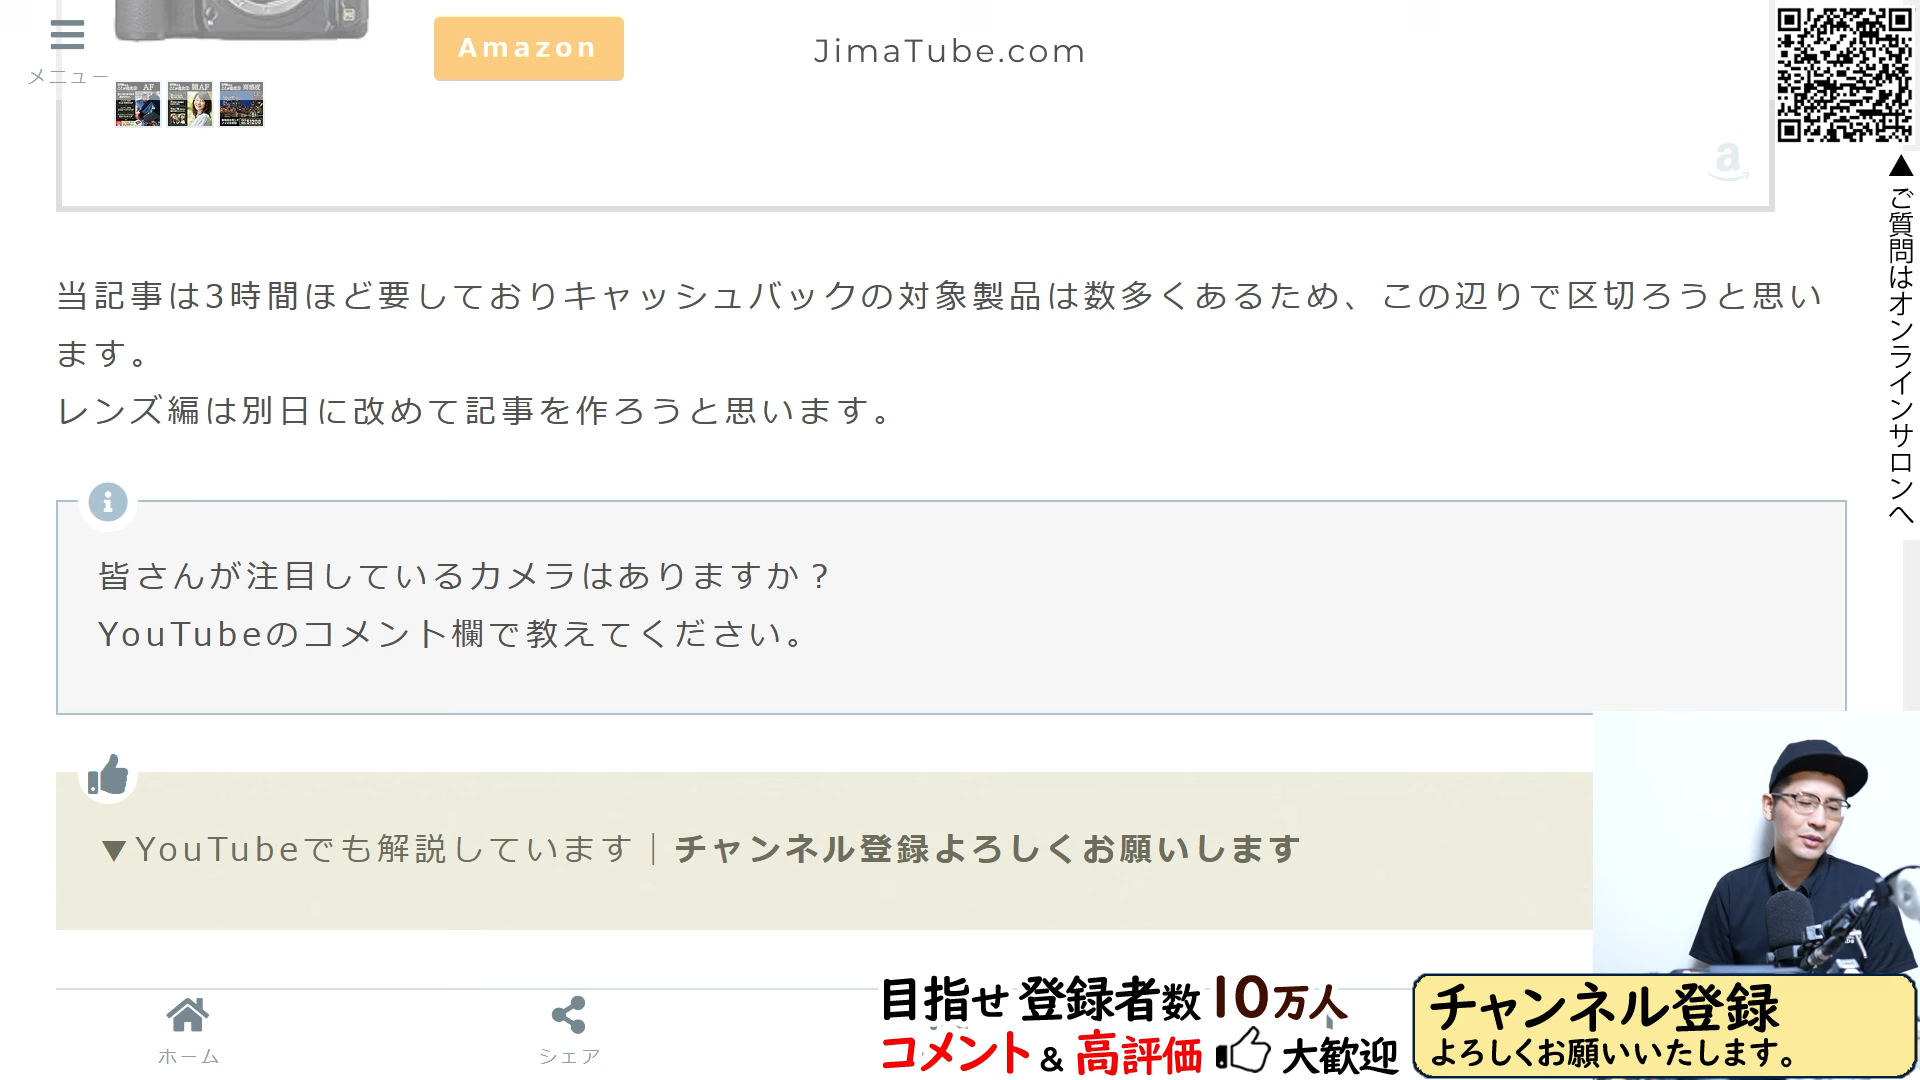 メニュー
Amazon
JimaTube.com
当記事は3時間ほど要しておりキャッシュバックの対象製品は数多くあるため、この辺りで区切ろうと思い
ます。
レンズ編は別日に改めて記事を作ろうと思います。
皆さんが注目しているカメラはありますか？
YouTubeのコメント欄で教えてください。
▼YouTubeでも解説しています｜チャンネル登録よろしくお願いします
▲ご質問はオンラインサロンへ
ホーム
シェア
目指せ登録者数10万人
コメント&高評価大歓迎
チャンネル登録
よろしくお願いいたします。